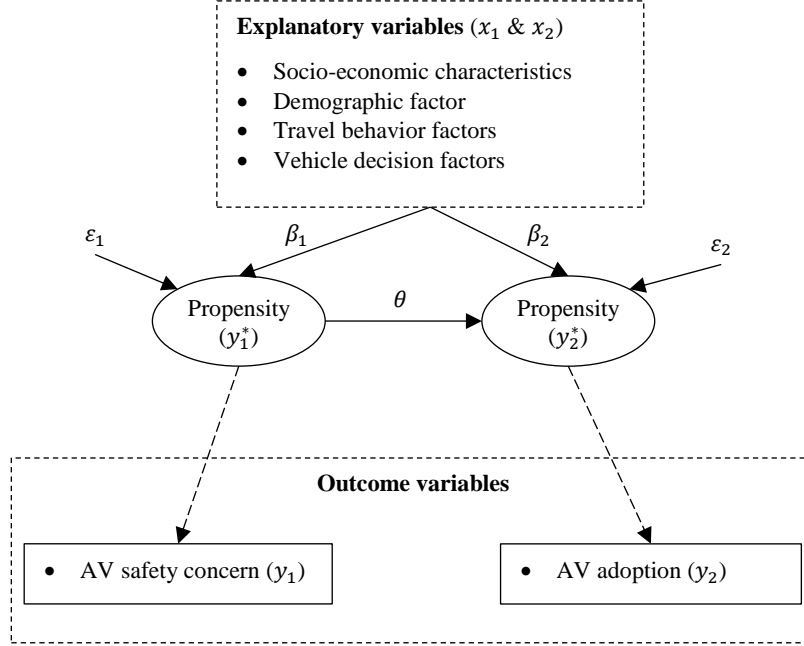 Explanatory variables (x₁ & x₂)
• Socio-economic characteristics
• Demographic factor
• Travel behavior factors
• Vehicle decision factors
ε₁
β₁
β₂
ε₂
Propensity
(y₁*)
θ
Propensity
(y₂*)
Outcome variables
• AV safety concern (y₁)
• AV adoption (y₂)